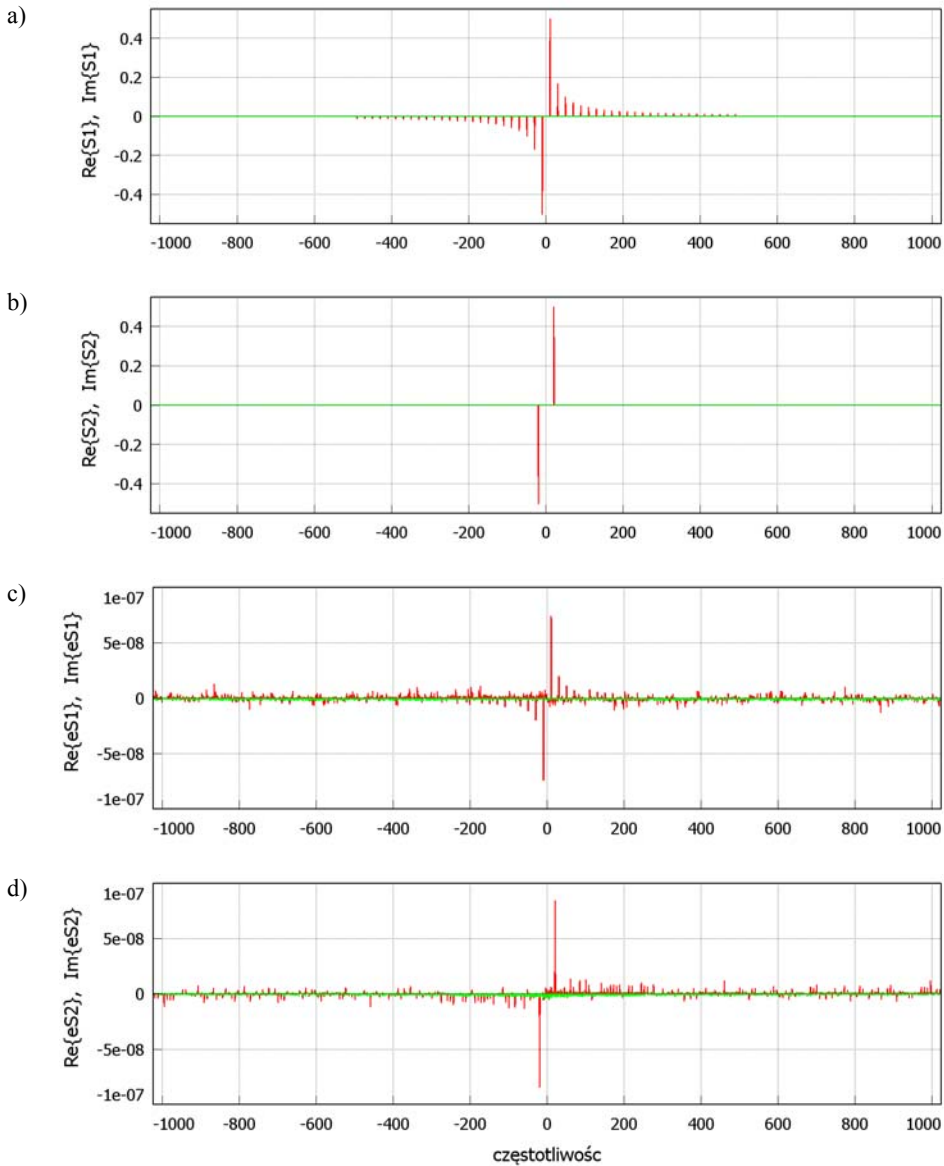 a)
Re{S1}, Im{S1}
0.4
0.2
0
-0.2
-0.4
-1000 -800 -600 -400 -200 0 200 400 600 800 1000
b)
Re{S2}, Im{S2}
0.4
0.2
0
-0.2
-0.4
-1000 -800 -600 -400 -200 0 200 400 600 800 1000
c)
Re{eS1}, Im{eS1}
1e-07
5e-08
0
-5e-08
-1e-07
-1000 -800 -600 -400 -200 0 200 400 600 800 1000
d)
Re{eS2}, Im{eS2}
1e-07
5e-08
0
-5e-08
-1e-07
-1000 -800 -600 -400 -200 0 200 400 600 800 1000
częstotliwośc